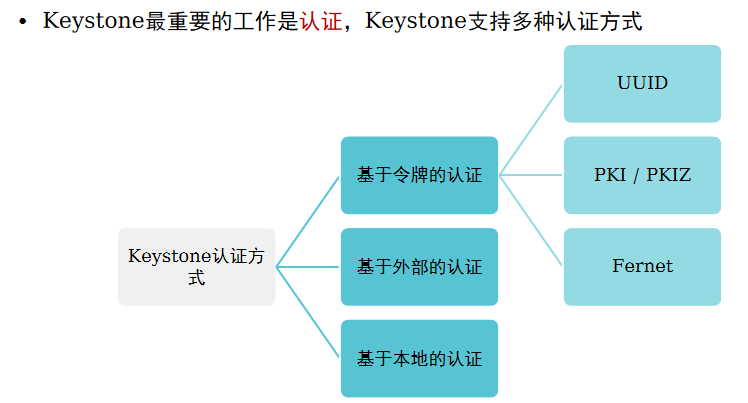 • Keystone最重要的工作是认证，Keystone支持多种认证方式
UUID
基于令牌的认证
PKI / PKIZ
Keystone认证方
式
基于外部的认证
Fernet
基于本地的认证